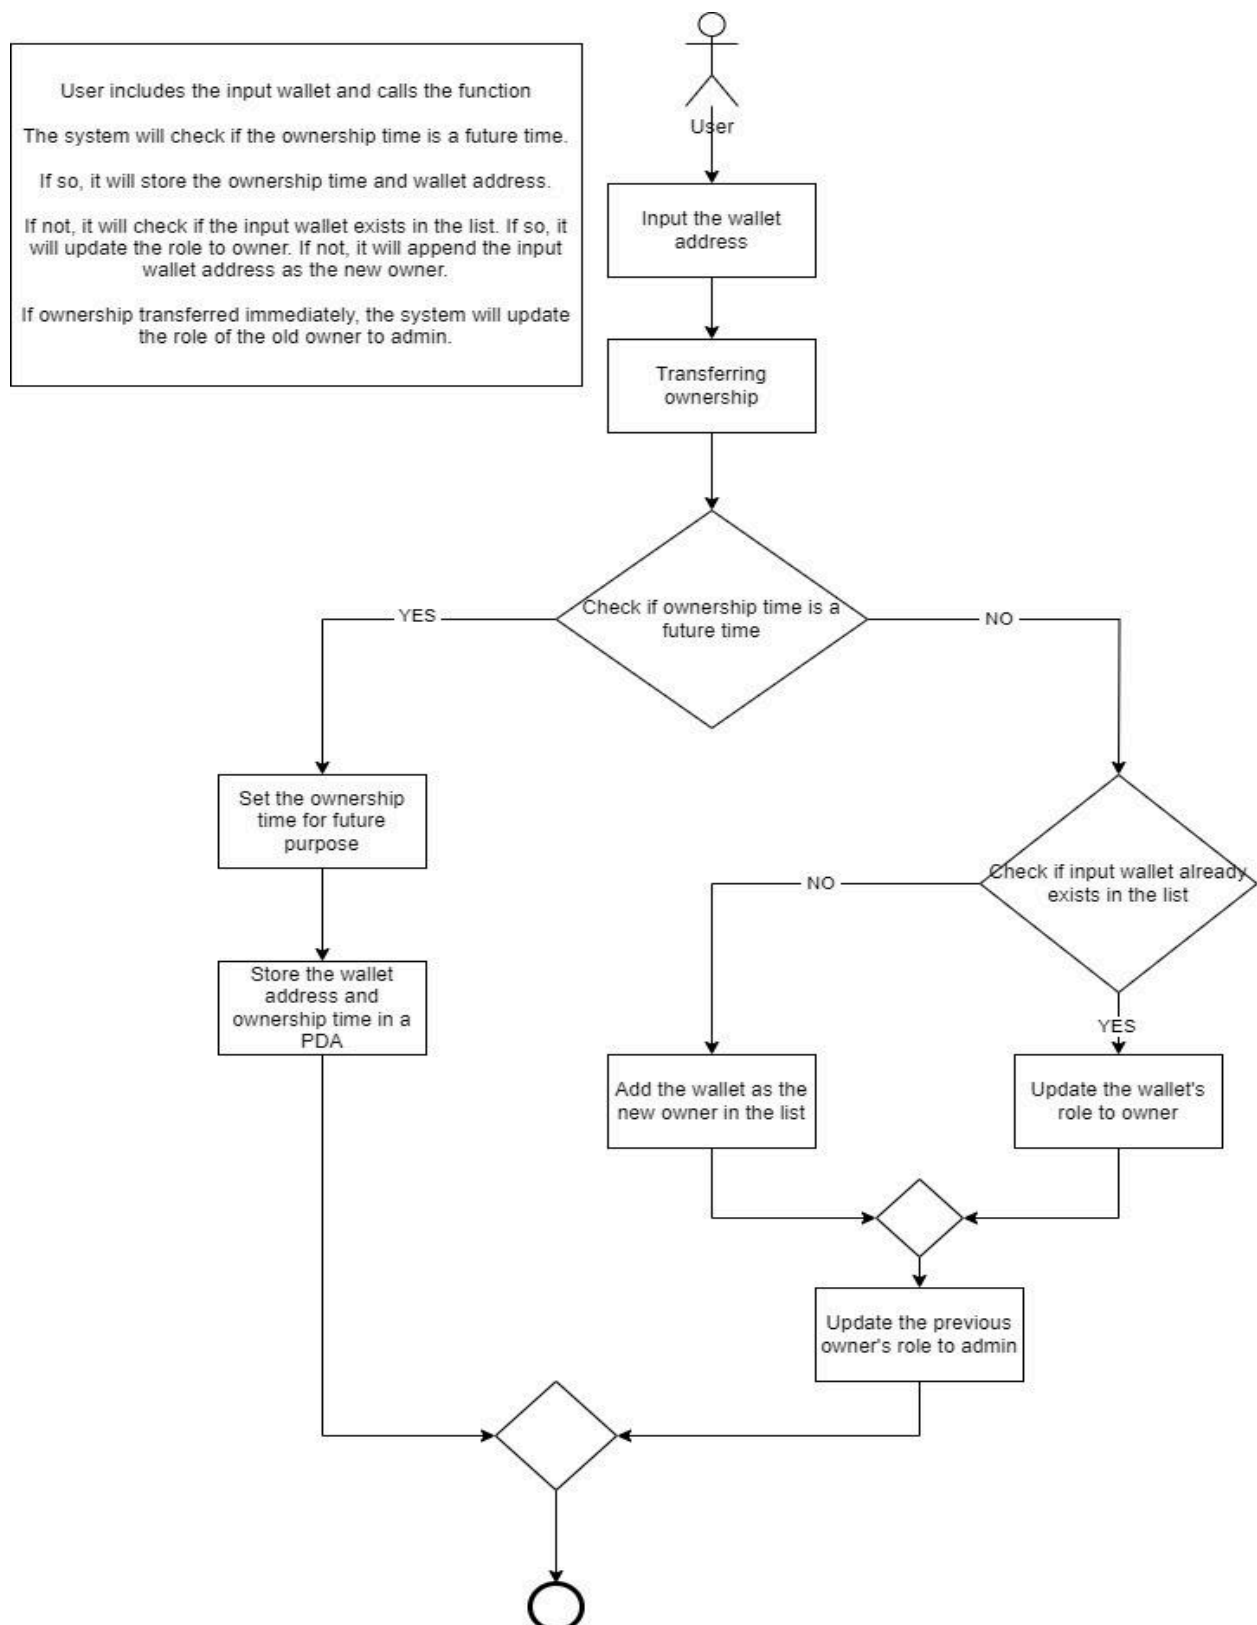 User includes the input wallet and calls the function
The system will check if the ownership time is a future time.
If so, it will store the ownership time and wallet address.
If not, it will check if the input wallet exists in the list. If so, it
will update the role to owner. If not, it will append the input
wallet address as the new owner.
If ownership transferred immediately, the system will update
the role of the old owner to admin.
User
Input the wallet
address
Transferring
ownership
Check if ownership time is a
future time
YES
NO
Set the ownership
time for future
purpose
Check if input wallet already
exists in the list
NO
YES
Store the wallet
address and
ownership time in a
PDA
Add the wallet as the
new owner in the list
Update the wallet's
role to owner
Update the previous
owner's role to admin